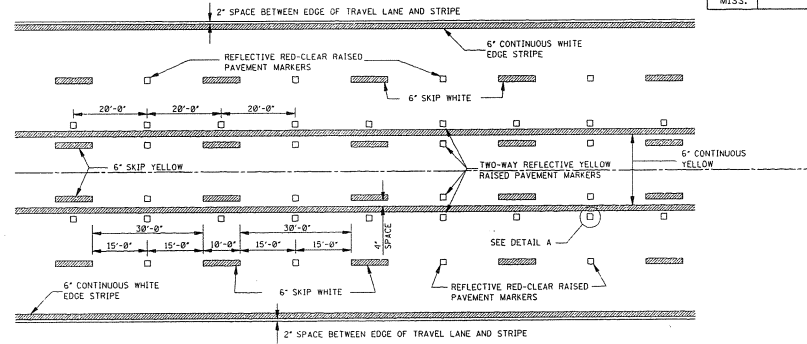 MISS.
2" SPACE BETWEEN EDGE OF TRAVEL LANE AND STRIPE
6" CONTINUOUS WHITE
EDGE STRIPE
REFLECTIVE RED-CLEAR RAISED
PAVEMENT MARKERS
6" SKIP WHITE
20'-0" 20'-0" 20'-0"
6" SKIP YELLOW
TWO-WAY REFLECTIVE YELLOW
RAISED PAVEMENT MARKERS
6" CONTINUOUS
YELLOW
30'-0" 30'-0"
15'-0" 15'-0" 10'-0" 15'-0" 15'-0"
4"
SPACE
SEE DETAIL A
6" CONTINUOUS WHITE
EDGE STRIPE
6" SKIP WHITE
REFLECTIVE RED-CLEAR RAISED
PAVEMENT MARKERS
2" SPACE BETWEEN EDGE OF TRAVEL LANE AND STRIPE